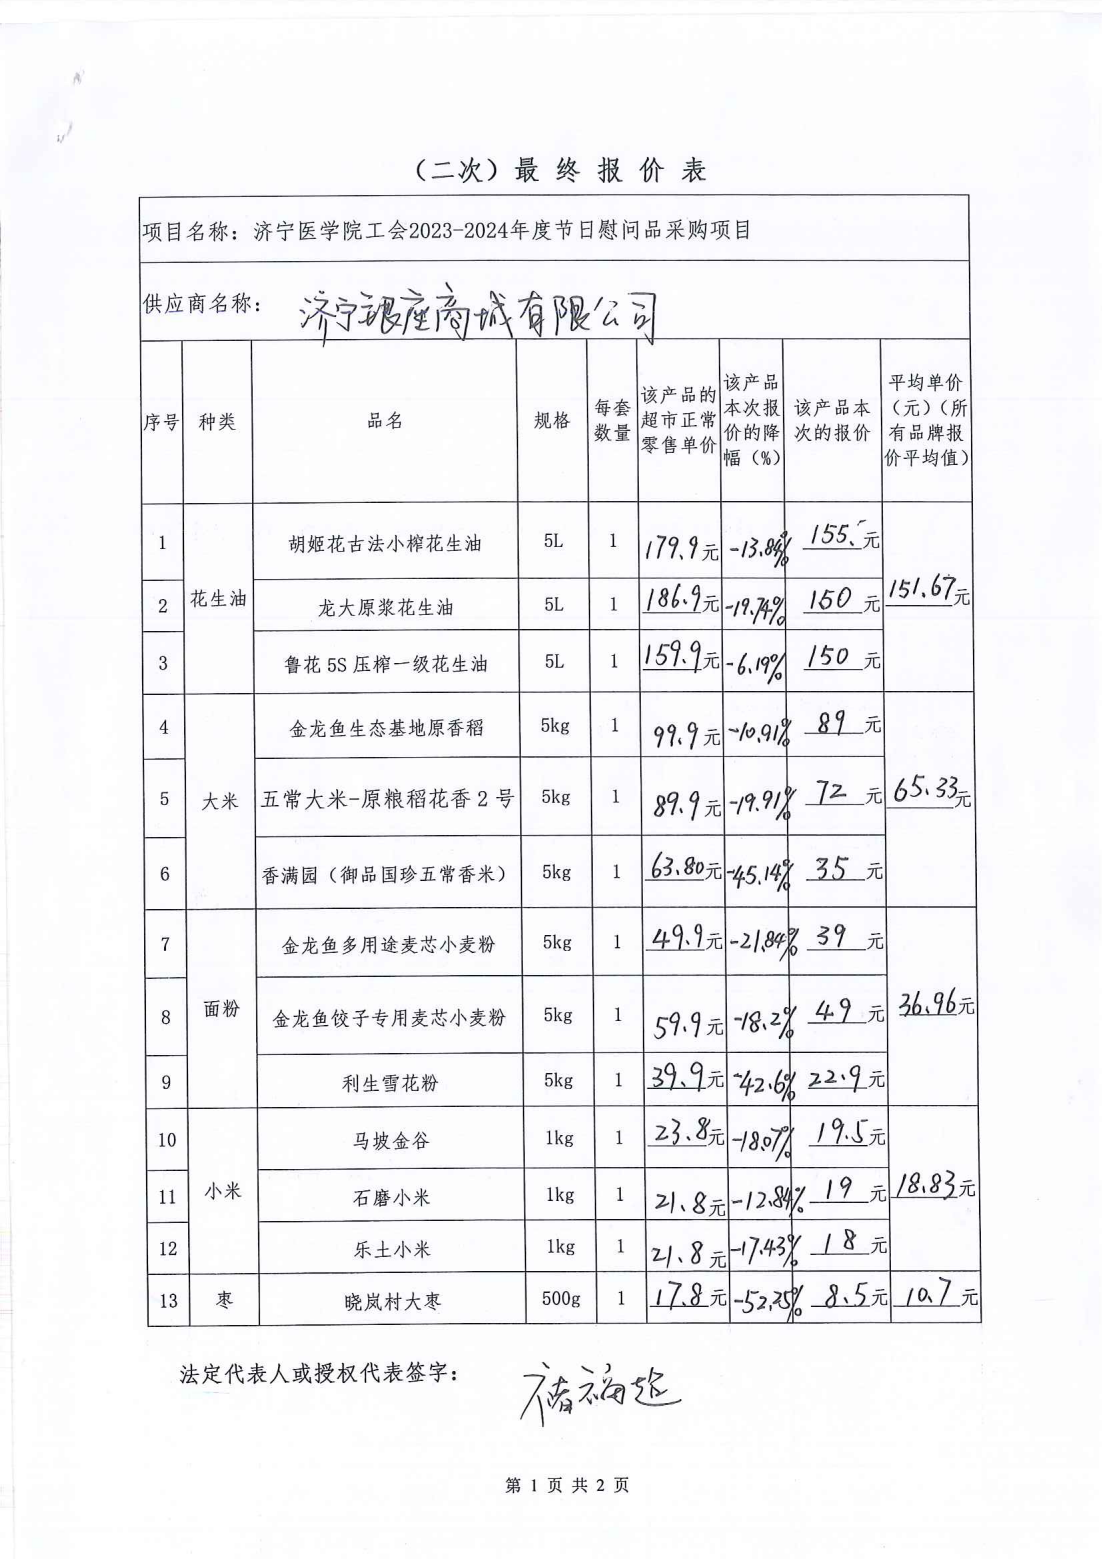 （二次）最终报价表
项目名称：济宁医学院工会2023-2024年度节日慰问品采购项目
供应商名称：济宁银座商城有限公司
序号 种类 品名 规格 每套数量 该产品的超市正常零售单价 该产品本次报价的降幅（%） 该产品本次的报价 平均单价（元）（所有品牌报价平均值）
1 花生油 胡姬花古法小榨花生油 5L 1 179.9元 -13.84% 155元 151.67元
2 龙大原浆花生油 5L 1 186.9元 -19.74% 150元
3 鲁花5S压榨一级花生油 5L 1 159.9元 -6.19% 150元
4 大米 金龙鱼生态基地原香稻 5kg 1 99.9元 -10.91% 89元 65.33元
5 五常大米-原粮稻花香2号 5kg 1 89.9元 -19.91% 72元
6 香满园（御品国珍五常香米） 5kg 1 63.80元 -45.14% 35元
7 面粉 金龙鱼多用途麦芯小麦粉 5kg 1 49.9元 -21.84% 39元 36.96元
8 金龙鱼饺子专用麦芯小麦粉 5kg 1 59.9元 -18.2% 49元
9 利生雪花粉 5kg 1 39.9元 -42.6% 22.9元
10 小米 马坡金谷 1kg 1 23.8元 -18.07% 19.5元 18.83元
11 石磨小米 1kg 1 21.8元 -12.84% 19元
12 乐土小米 1kg 1 21.8元 -17.43% 18元
13 枣 晓岚村大枣 500g 1 17.8元 -52.25% 8.5元 10.7元
法定代表人或授权代表签字：
第1页共2页